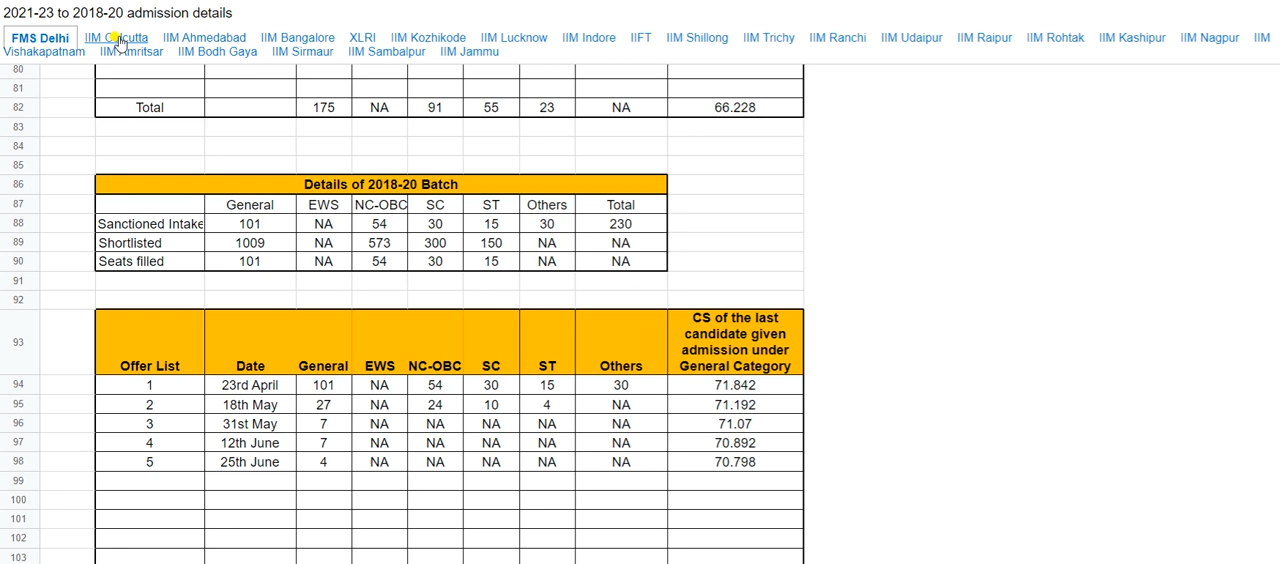 2021-23 to 2018-20 admission details
FMS Delhi IIM Calcutta IIM Ahmedabad IIM Bangalore XLRI IIM Kozhikode IIM Lucknow IIM Indore IIFT IIM Shillong IIM Trichy IIM Ranchi IIM Udaipur IIM Raipur IIM Rohtak IIM Kashipur IIM Nagpur IIM
Vishakapatnam IIM Amritsar IIM Bodh Gaya IIM Sirmaur IIM Sambalpur IIM Jammu
80
81
82 Total 175 NA 91 55 23 NA 66.228
83
84
85
86 Details of 2018-20 Batch
87 General EWS NC-OBC SC ST Others Total
88 Sanctioned Intake 101 NA 54 30 15 30 230
89 Shortlisted 1009 NA 573 300 150 NA NA
90 Seats filled 101 NA 54 30 15 NA NA
91
92
CS of the last
candidate given
93 admission under
Offer List Date General EWS NC-OBC SC ST Others General Category
94 1 23rd April 101 NA 54 30 15 30 71.842
95 2 18th May 27 NA 24 10 4 NA 71.192
96 3 31st May 7 NA NA NA NA NA 71.07
97 4 12th June 7 NA NA NA NA NA 70.892
98 5 25th June 4 NA NA NA NA NA 70.798
99
100
101
102
103